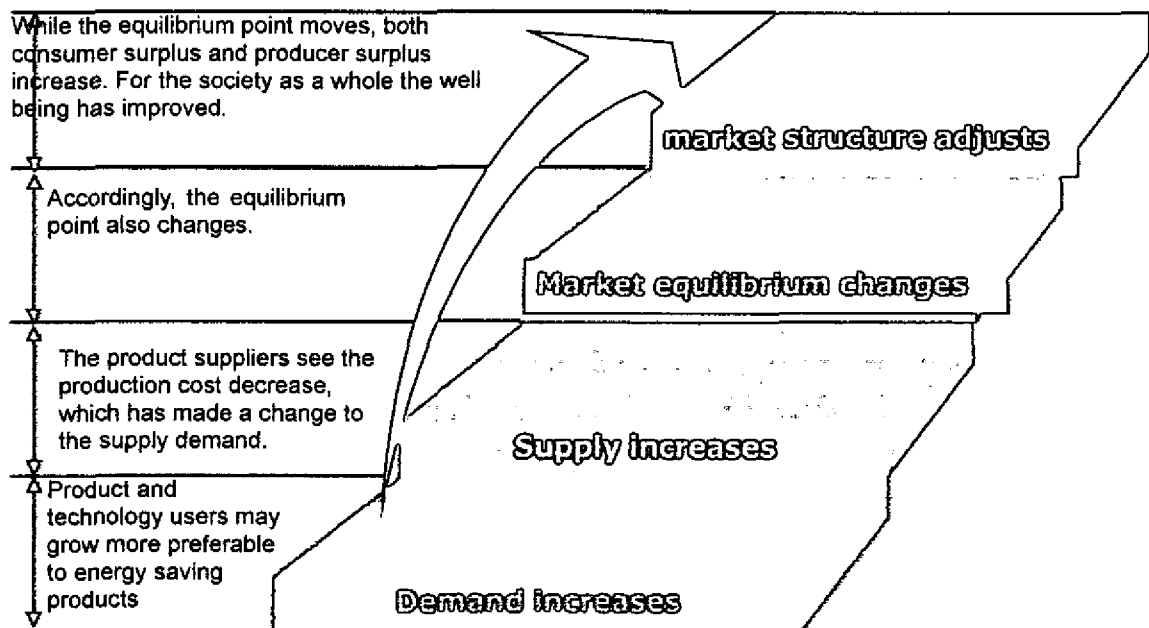 While the equilibrium point moves, both
consumer surplus and producer surplus
increase. For the society as a whole the well
being has improved.
market structure adjusts
Accordingly, the equilibrium
point also changes.
Market equilibrium changes
The product suppliers see the
production cost decrease,
which has made a change to
the supply demand.
Supply increases
Product and
technology users may
grow more preferable
to energy saving
products
Demand increases